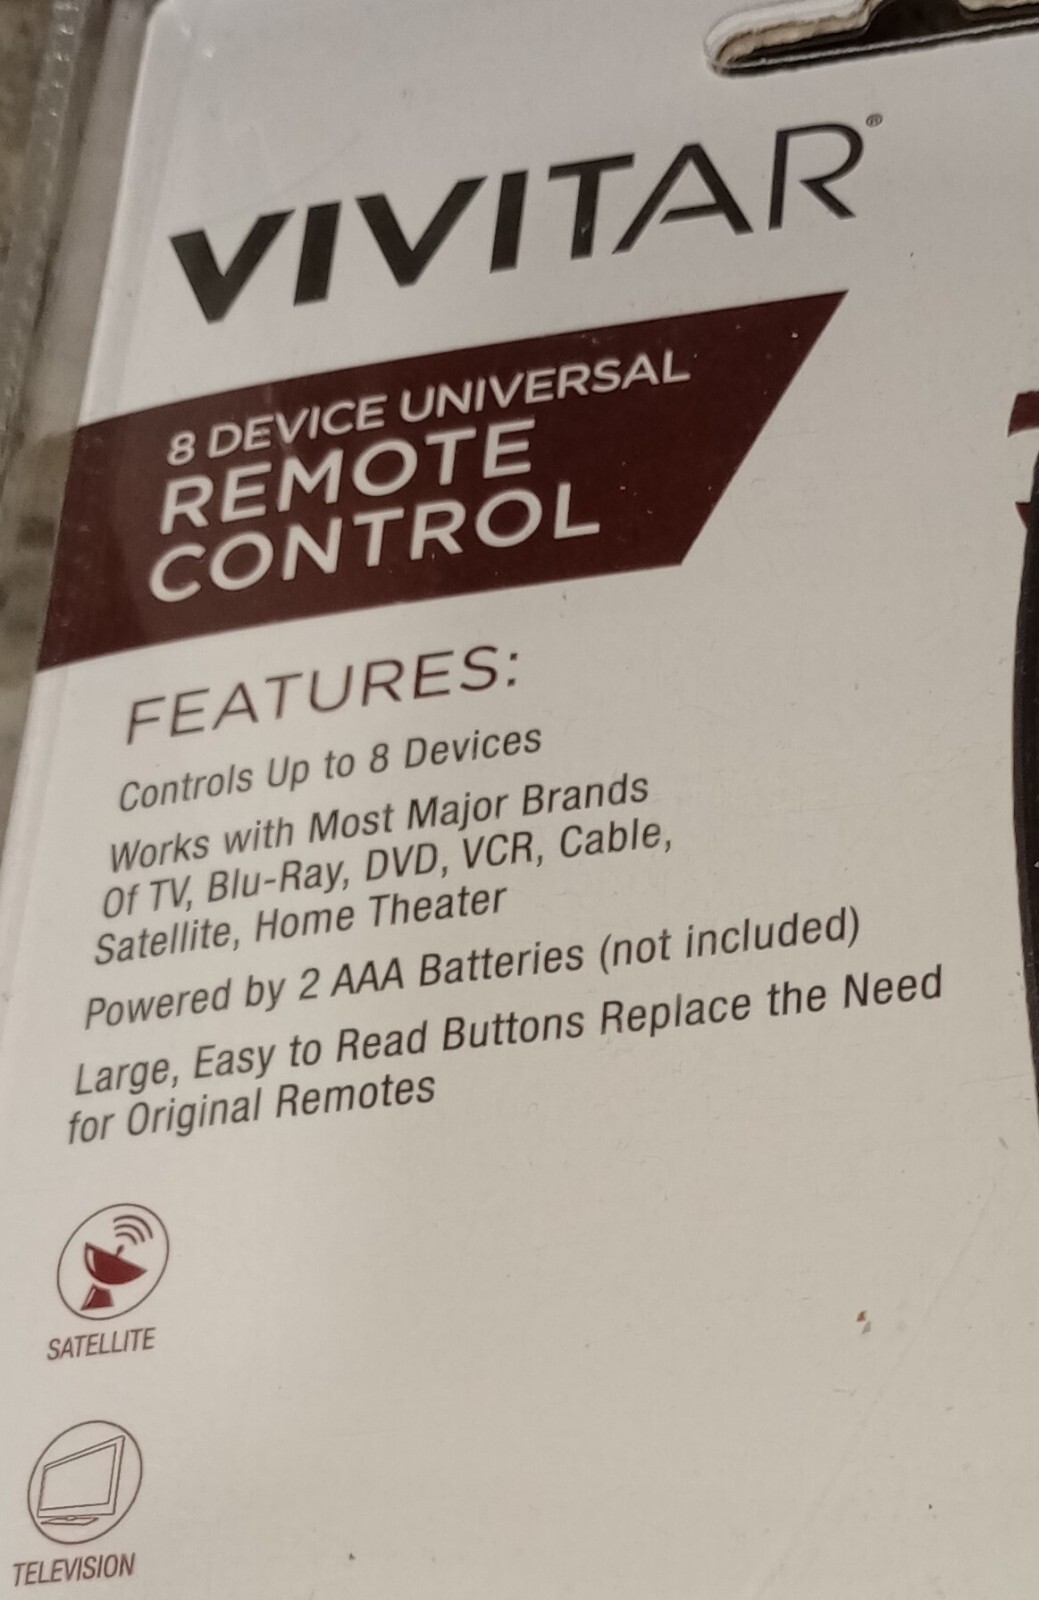 VIVITAR®
8 DEVICE UNIVERSAL
REMOTE
CONTROL
FEATURES:
Controls Up to 8 Devices
Works with Most Major Brands
Of TV, Blu-Ray, DVD, VCR, Cable,
Satellite, Home Theater
Powered by 2 AAA Batteries (not included)
Large, Easy to Read Buttons Replace the Need
for Original Remotes
SATELLITE
TELEVISION